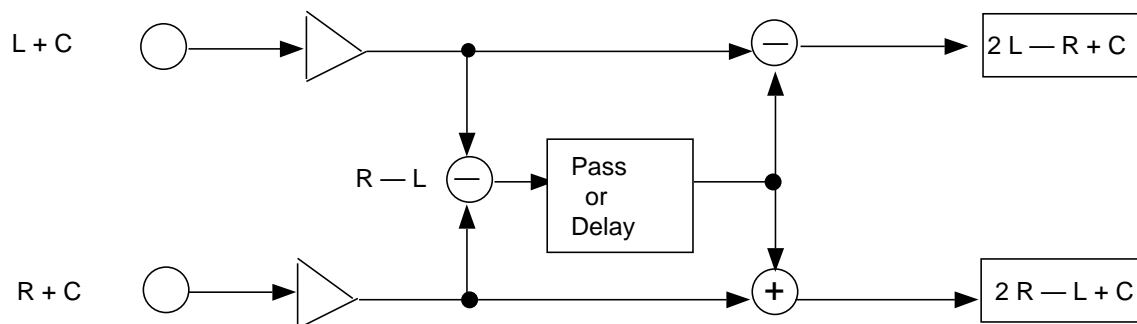 L + C
—
2 L — R + C
R — L
—
Pass
or
Delay
R + C
+
2 R — L + C